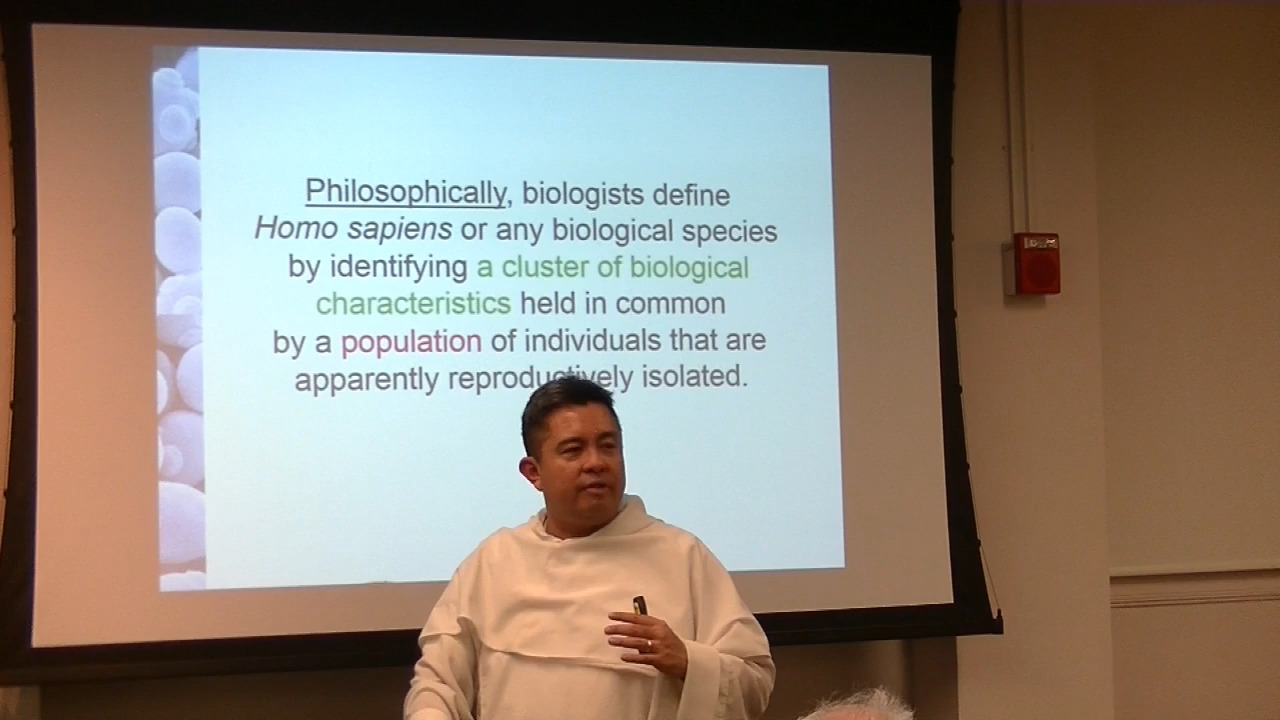 Philosophically, biologists define
Homo sapiens or any biological species
by identifying a cluster of biological
characteristics held in common
by a population of individuals that are
apparently reproductively isolated.